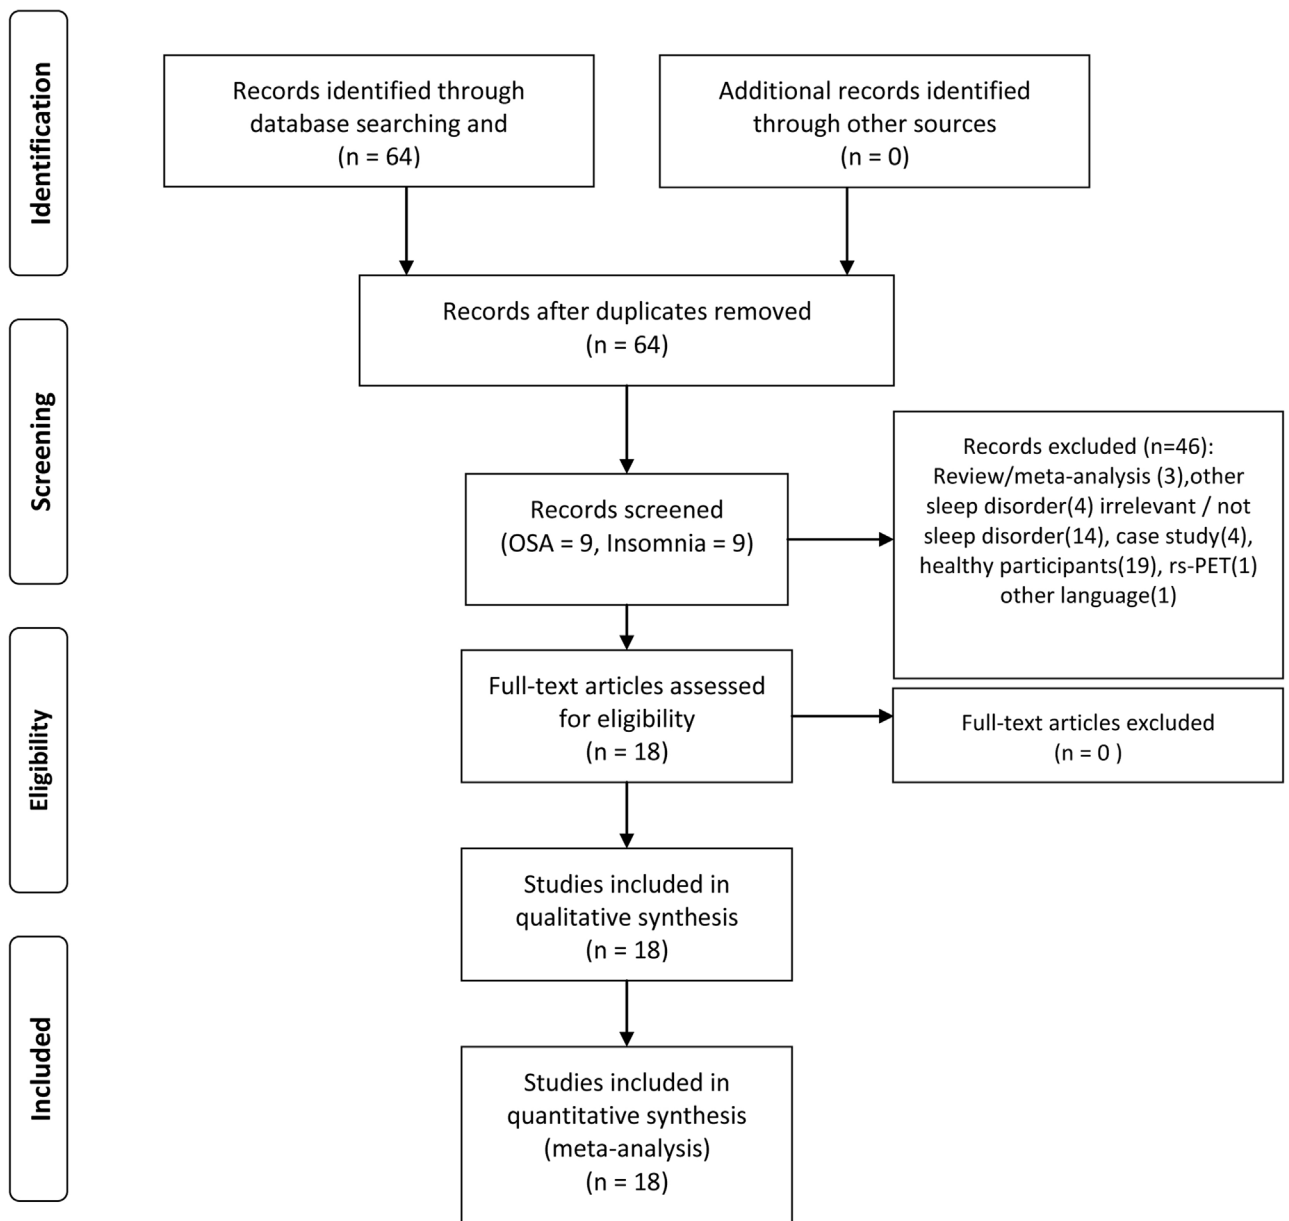 Identification
Records identified through
database searching and
(n = 64)
Additional records identified
through other sources
(n = 0)
Records after duplicates removed
(n = 64)
Screening
Records screened
(OSA = 9, Insomnia = 9)
Records excluded (n=46):
Review/meta-analysis (3),other
sleep disorder(4) irrelevant / not
sleep disorder(14), case study(4),
healthy participants(19), rs-PET(1)
other language(1)
Eligibility
Full-text articles assessed
for eligibility
(n = 18)
Full-text articles excluded
(n = 0 )
Studies included in
qualitative synthesis
(n = 18)
Included
Studies included in
quantitative synthesis
(meta-analysis)
(n = 18)